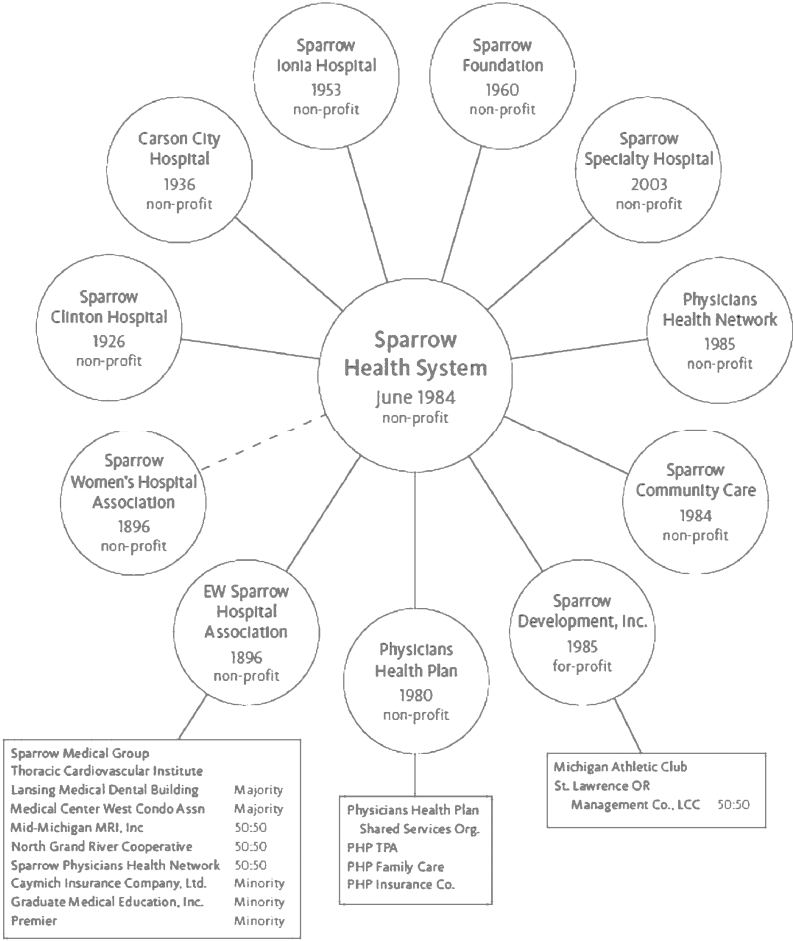 Sparrow
Ionia Hospital
1953
non-profit
Sparrow
Foundation
1960
non-profit
Carson City
Hospital
1936
non-profit
Sparrow
Specialty Hospital
2003
non-profit
Sparrow
Clinton Hospital
1926
non-profit
Physicians
Health Network
1985
non-profit
Sparrow
Health System
June 1984
non-profit
Sparrow
Women's Hospital
Association
1896
non-profit
Sparrow
Community Care
1984
non-profit
EW Sparrow
Hospital
Association
1896
non-profit
Physicians
Health Plan
1980
non-profit
Sparrow
Development, Inc.
1985
for-profit
Sparrow Medical Group
Thoracic Cardiovascular Institute
Lansing Medical Dental Building Majority
Medical Center West Condo Assn Majority
Mid-Michigan MRI, Inc 50:50
North Grand River Cooperative 50:50
Sparrow Physicians Health Network 50:50
Caymich Insurance Company, Ltd. Minority
Graduate Medical Education, Inc. Minority
Premier Minority
Physicians Health Plan
Shared Services Org.
PHP TPA
PHP Family Care
PHP Insurance Co.
Michigan Athletic Club
St. Lawrence OR
Management Co., LCC 50:50